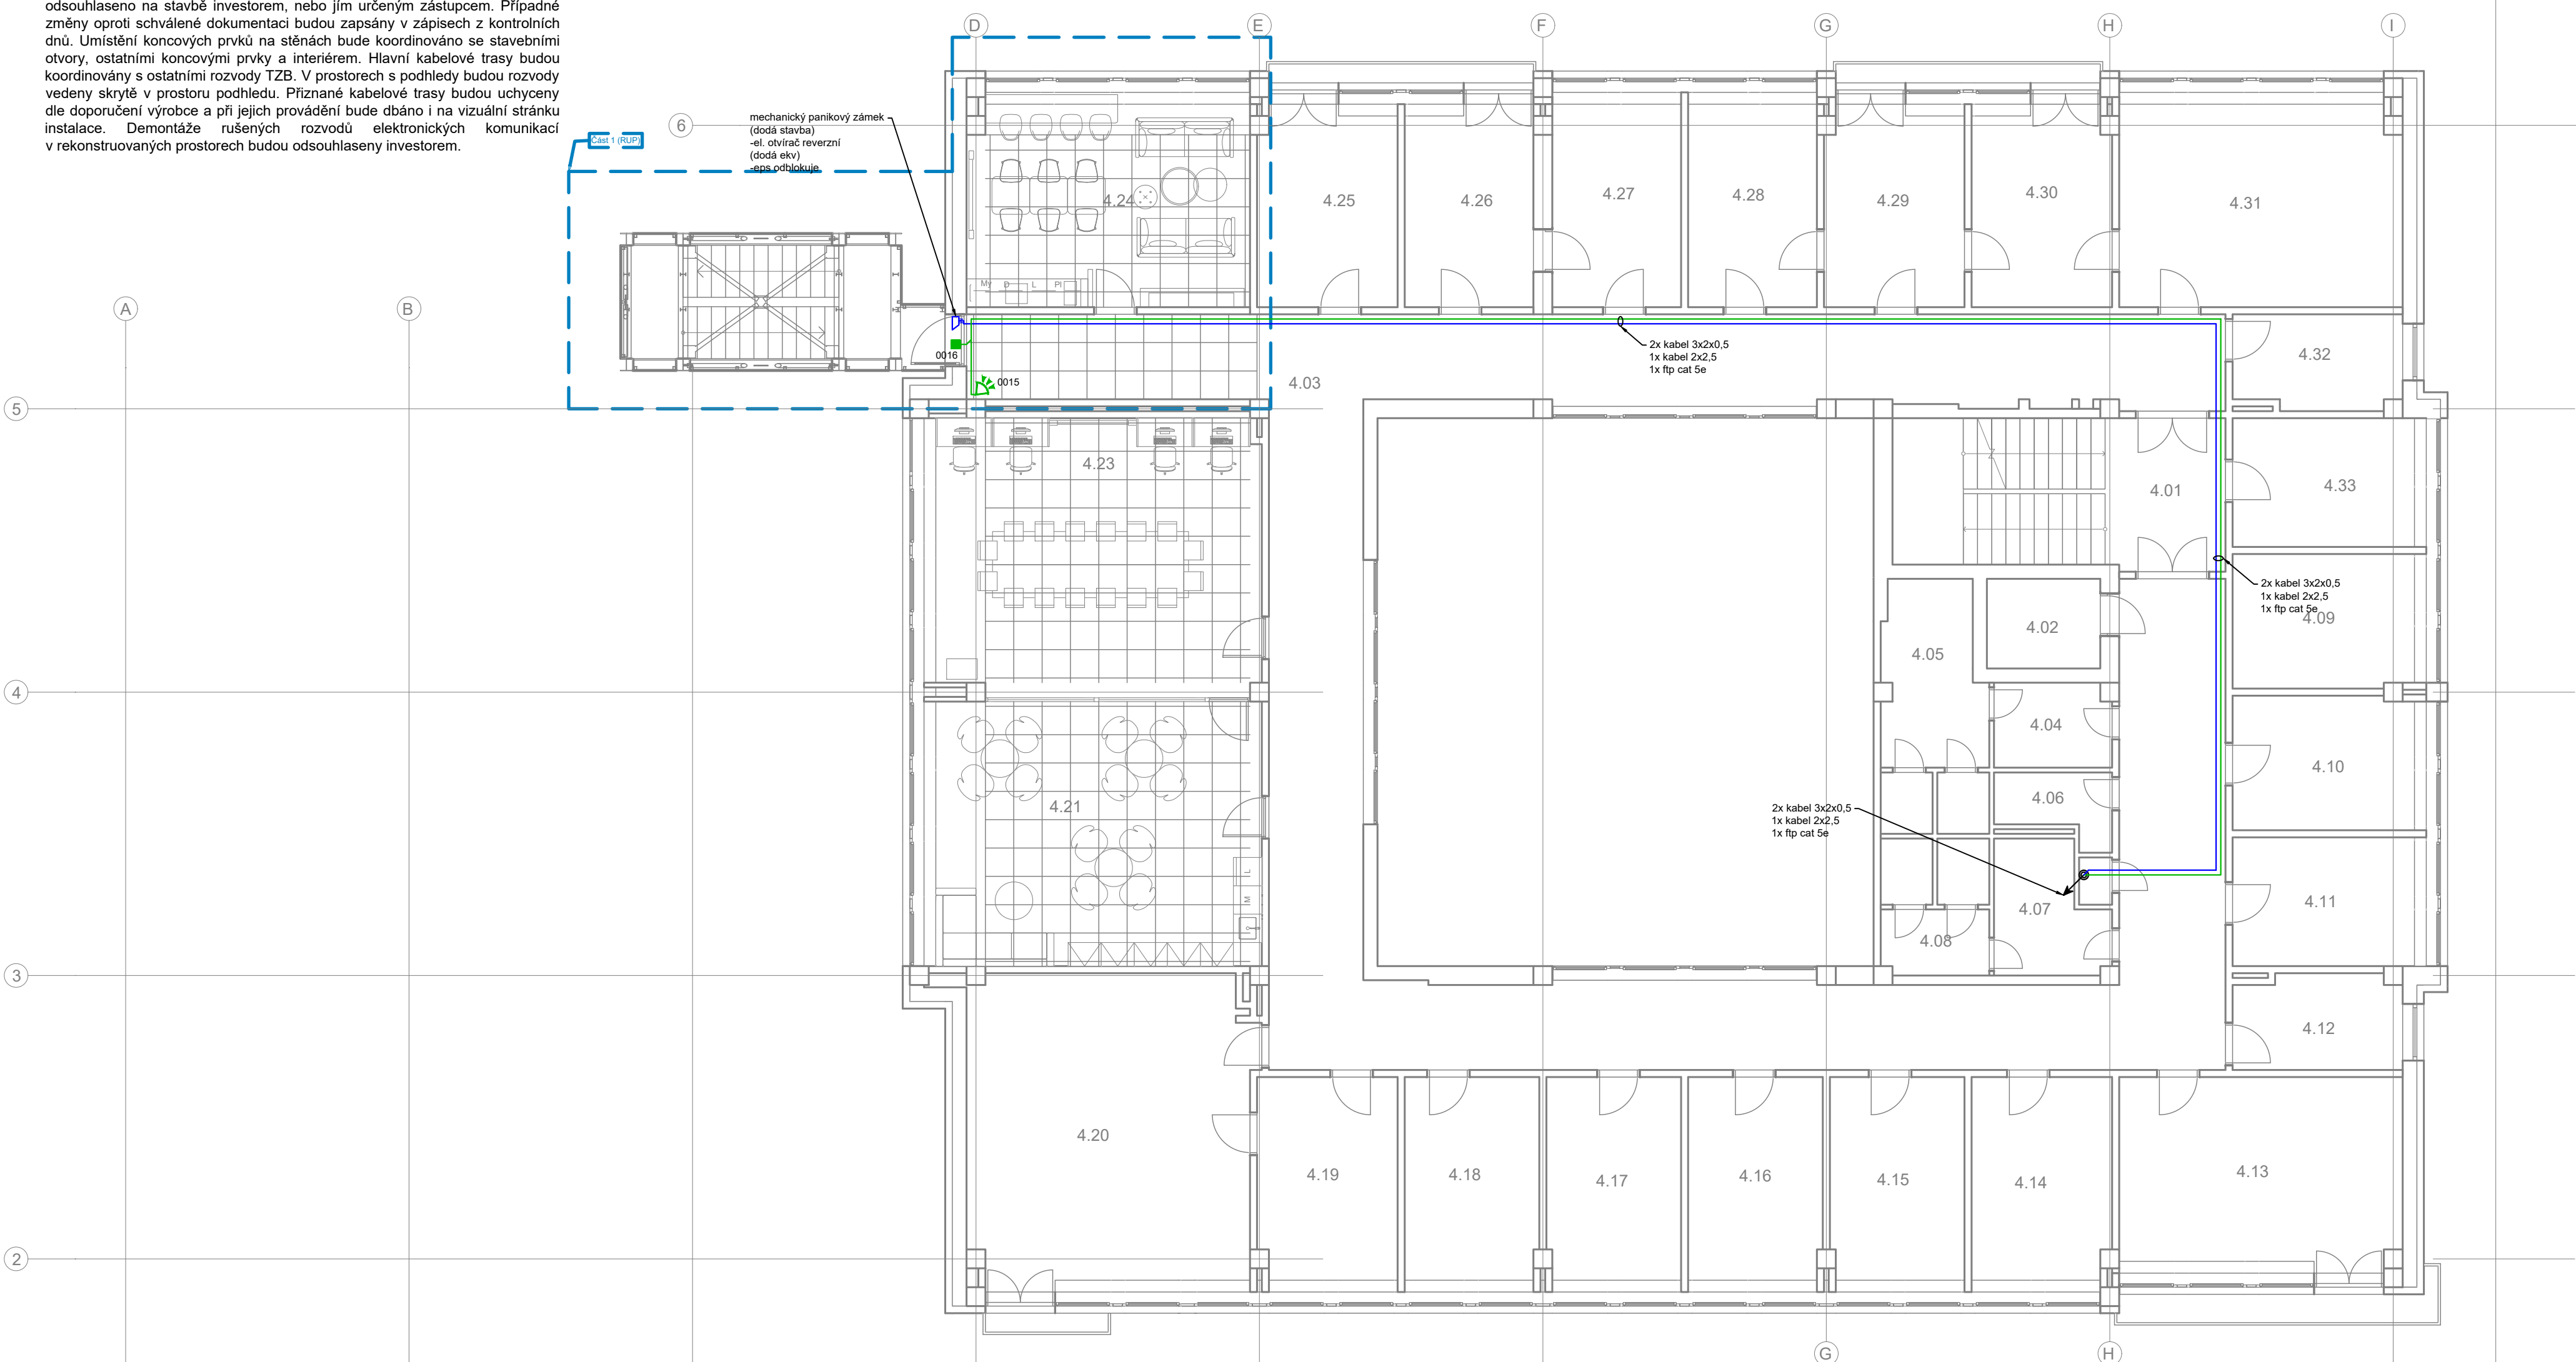 odsouhlaseno na stavbě investorem, nebo jím určeným zástupcem. Případné
změny oproti schválené dokumentaci budou zapsány v zápisech z kontrolních
dnů. Umístění koncových prvků na stěnách bude koordinováno se stavebními
otvory, ostatními koncovými prvky a interiérem. Hlavní kabelové trasy budou
koordinovány s ostatními rozvody TZB. V prostorech s podhledy budou rozvody
vedeny skrytě v prostoru podhledu. Přiznané kabelové trasy budou uchyceny
dle doporučení výrobce a při jejich provádění bude dbáno i na vizuální stránku
instalace. Demontáže rušených rozvodů elektronických komunikací
v rekonstruovaných prostorech budou odsouhlaseny investorem.
D
E
F
G
H
I
6
Část 1 (RUP)
mechanický panikový zámek
(dodá stavba)
-el. otvírač reverzní
(dodá ekv)
-eps odblokuje
4.24
4.25
4.26
4.27
4.28
4.29
4.30
4.31
My
D
L
Pl
A
B
0016
0015
4.03
2x kabel 3x2x0,5
1x kabel 2x2,5
1x ftp cat 5e
4.32
5
4.23
4.01
4.33
2x kabel 3x2x0,5
1x kabel 2x2,5
1x ftp cat 5e
4.09
4.02
4.05
4
4.04
4.10
4.21
4.06
2x kabel 3x2x0,5
1x kabel 2x2,5
1x ftp cat 5e
L
M
4.07
4.11
4.08
3
4.12
4.20
4.19
4.18
4.17
4.16
4.15
4.14
4.13
2
G
H